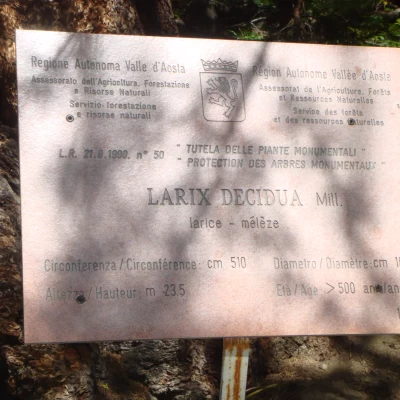 Regione Autonoma Valle d'Aosta
Assessorato dell'Agricoltura, Forestazione
e Risorse Naturali
Servizio forestazione
e risorse naturali
Région Autonome Vallée d'Aosta
Assessorat de l'Agriculture, Forêts
et Ressources Naturelles
Service des forêts
et des ressources naturelles
L.R. 21.8.1990, n° 50
" TUTELA DELLE PIANTE MONUMENTALI "
" PROTECTION DES ARBRES MONUMENTAUX "
LARIX DECIDUA Mill.
larice - mélèze
Circonferenza / Circonférence: cm 510
Diametro / Diamètre: cm
Altezza / Hauteur: m 23.5
Età / Age: > 500